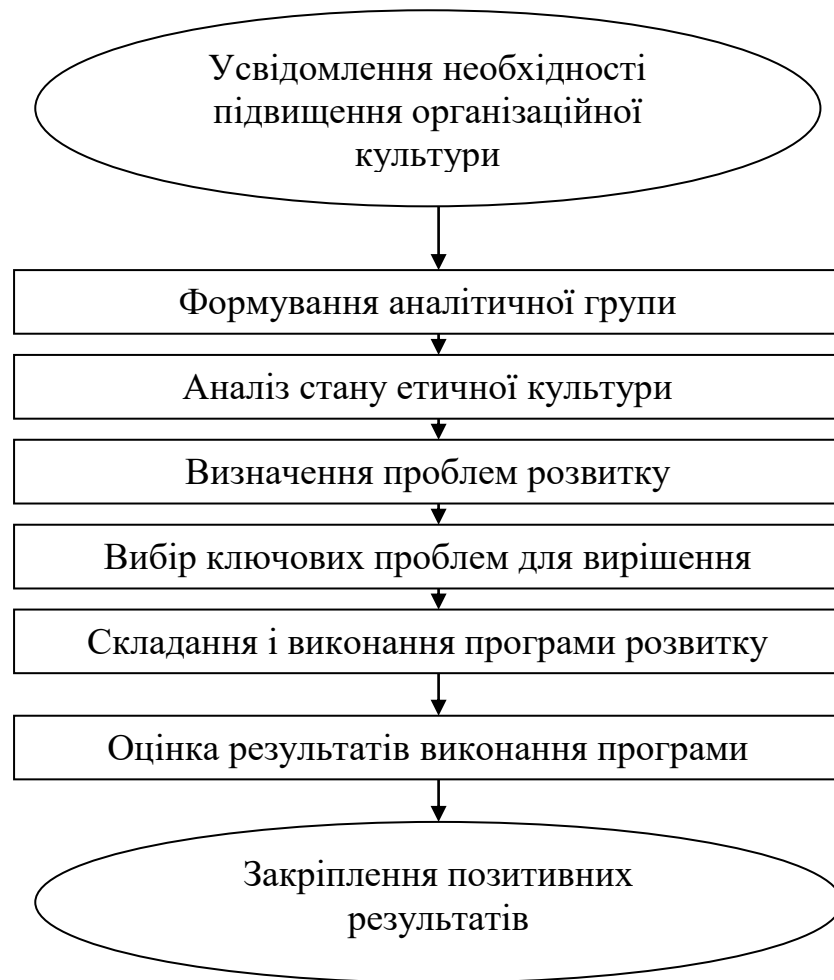 Усвідомлення необхідності
підвищення організаційної
культури
Формування аналітичної групи
Аналіз стану етичної культури
Визначення проблем розвитку
Вибір ключових проблем для вирішення
Складання і виконання програми розвитку
Оцінка результатів виконання програми
Закріплення позитивних
результатів